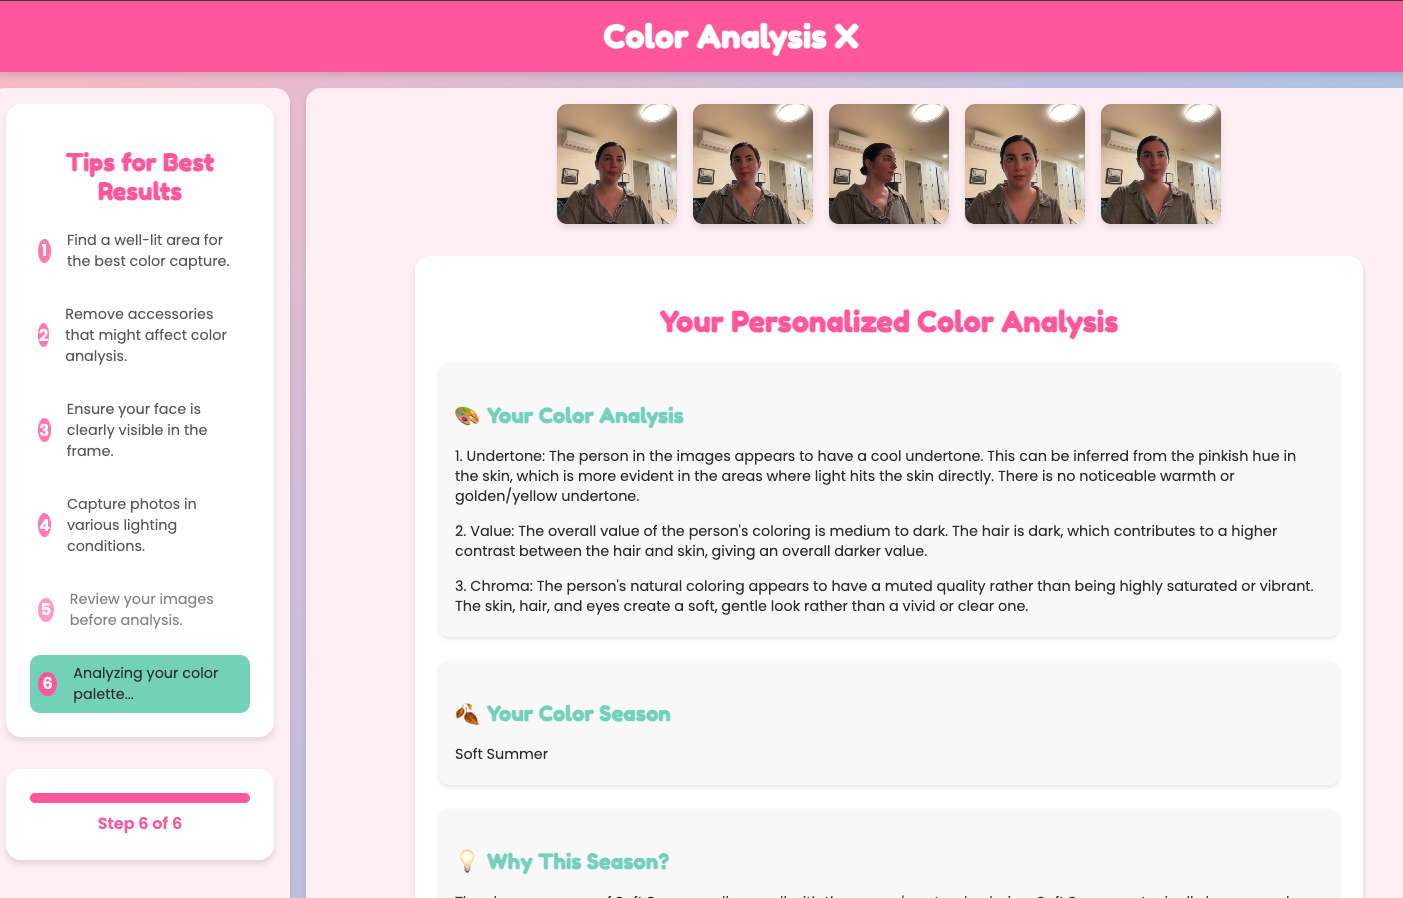 Color Analysis X
Tips for Best
Results
1
Find a well-lit area for
the best color capture.
2
Remove accessories
that might affect color
analysis.
3
Ensure your face is
clearly visible in the
frame.
4
Capture photos in
various lighting
conditions.
5
Review your images
before analysis.
6
Analyzing your color
palette...
Step 6 of 6
Your Personalized Color Analysis
🎨 Your Color Analysis
1. Undertone: The person in the images appears to have a cool undertone. This can be inferred from the pinkish hue in
the skin, which is more evident in the areas where light hits the skin directly. There is no noticeable warmth or
golden/yellow undertone.
2. Value: The overall value of the person's coloring is medium to dark. The hair is dark, which contributes to a higher
contrast between the hair and skin, giving an overall darker value.
3. Chroma: The person's natural coloring appears to have a muted quality rather than being highly saturated or vibrant.
The skin, hair, and eyes create a soft, gentle look rather than a vivid or clear one.
🍂 Your Color Season
Soft Summer
💡 Why This Season?